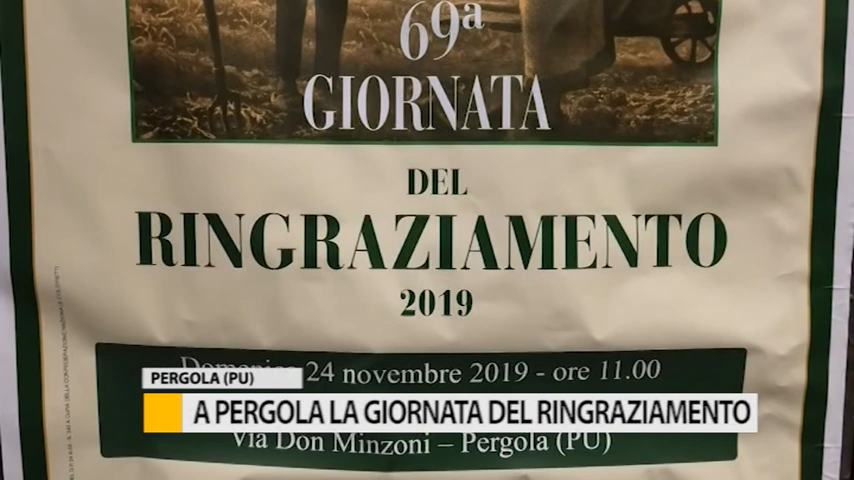 69ª
GIORNATA
DEL
RINGRAZIAMENTO
2019
Domenica 24 novembre 2019 - ore 11.00
PERGOLA (PU)
A PERGOLA LA GIORNATA DEL RINGRAZIAMENTO
Via Don Minzoni – Pergola (PU)